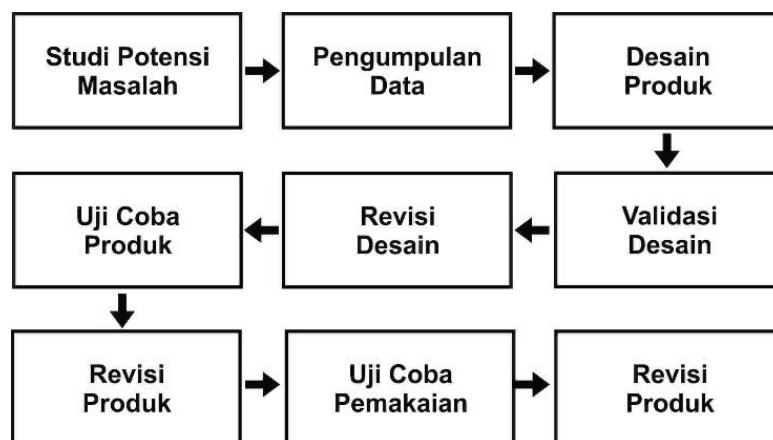 Studi Potensi
Masalah
Pengumpulan
Data
Desain
Produk
Validasi
Desain
Revisi
Desain
Uji Coba
Produk
Revisi
Produk
Uji Coba
Pemakaian
Revisi
Produk